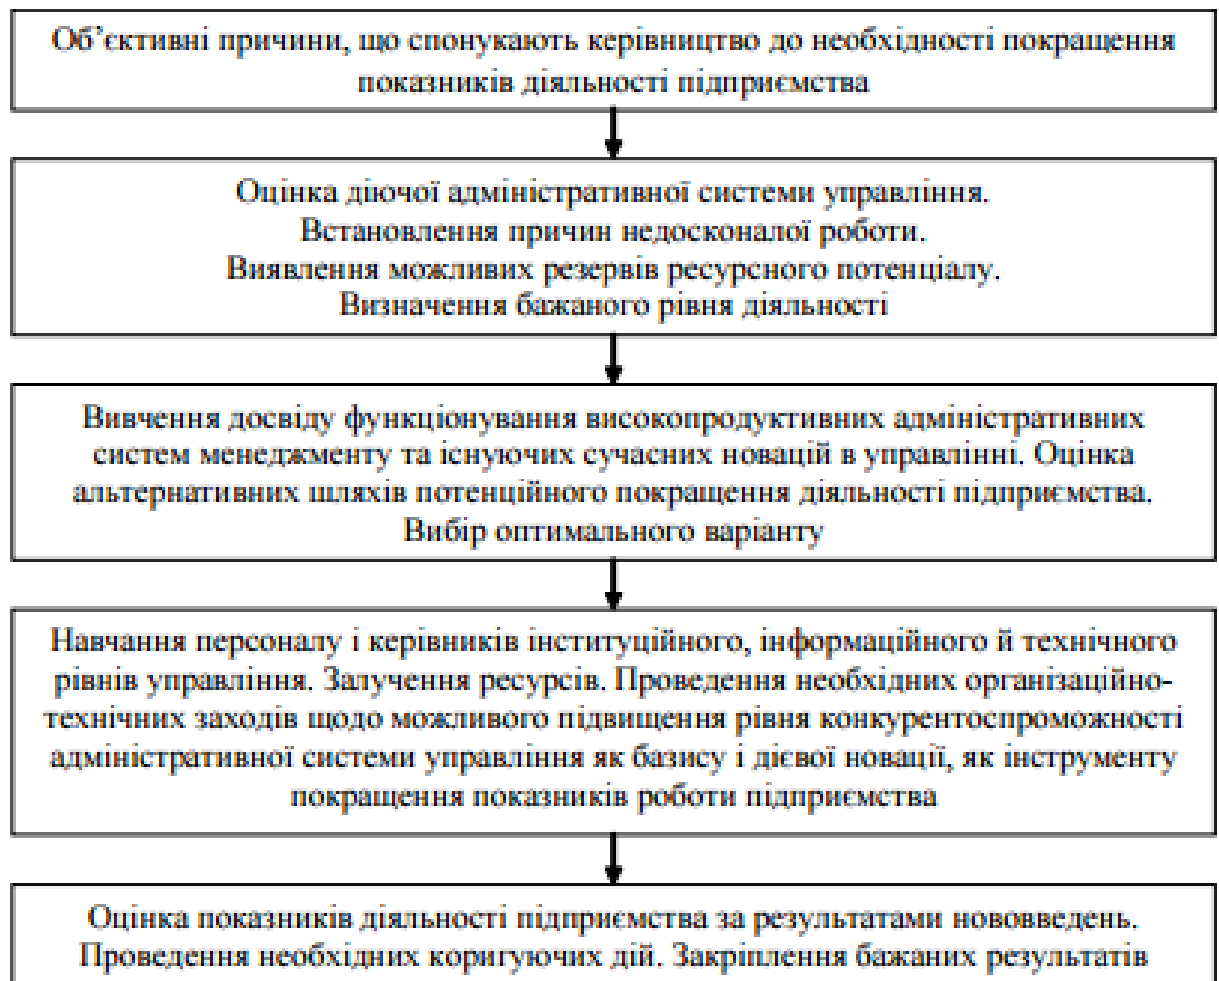 Об’єктивні причини, що спонукають керівництво до необхідності покращення
показників діяльності підприємства
Оцінка діючої адміністративної системи управління.
Встановлення причин недосконалої роботи.
Виявлення можливих резервів ресурсного потенціалу.
Визначення бажаного рівня діяльності
Вивчення досвіду функціонування високопродуктивних адміністративних
систем менеджменту та існуючих сучасних новацій в управлінні. Оцінка
альтернативних шляхів потенційного покращення діяльності підприємства.
Вибір оптимального варіанту
Навчання персоналу і керівників інституційного, інформаційного й технічного
рівнів управління. Залучення ресурсів. Проведення необхідних організаційно-
технічних заходів щодо можливого підвищення рівня конкурентоспроможності
адміністративної системи управління як базису і дієвої новації, як інструменту
покращення показників роботи підприємства
Оцінка показників діяльності підприємства за результатами нововведень.
Проведення необхідних коригуючих дій. Закріплення бажаних результатів